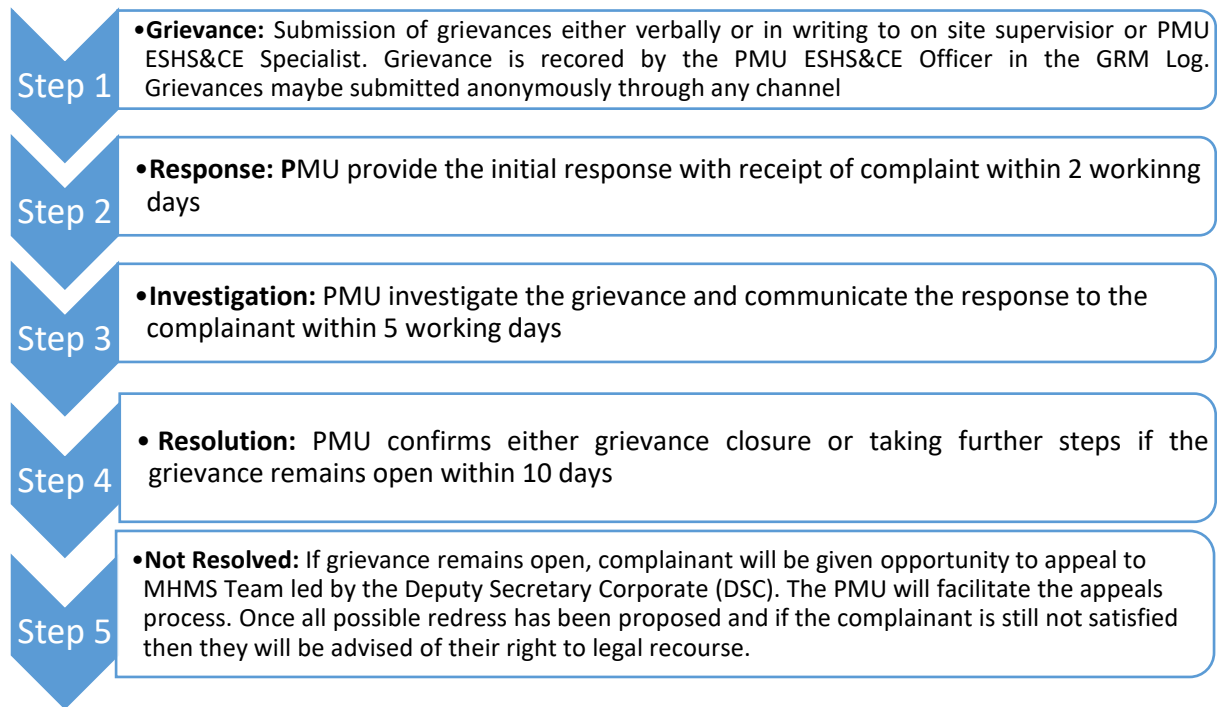 Step 1
•Grievance: Submission of grievances either verbally or in writing to on site supervisior or PMU
ESHS&CE Specialist. Grievance is recored by the PMU ESHS&CE Officer in the GRM Log.
Grievances maybe submitted anonymously through any channel
Step 2
•Response: PMU provide the initial response with receipt of complaint within 2 workinng
days
Step 3
•Investigation: PMU investigate the grievance and communicate the response to the
complainant within 5 working days
Step 4
• Resolution: PMU confirms either grievance closure or taking further steps if the
grievance remains open within 10 days
Step 5
•Not Resolved: If grievance remains open, complainant will be given opportunity to appeal to
MHMS Team led by the Deputy Secretary Corporate (DSC). The PMU will facilitate the appeals
process. Once all possible redress has been proposed and if the complainant is still not satisfied
then they will be advised of their right to legal recourse.